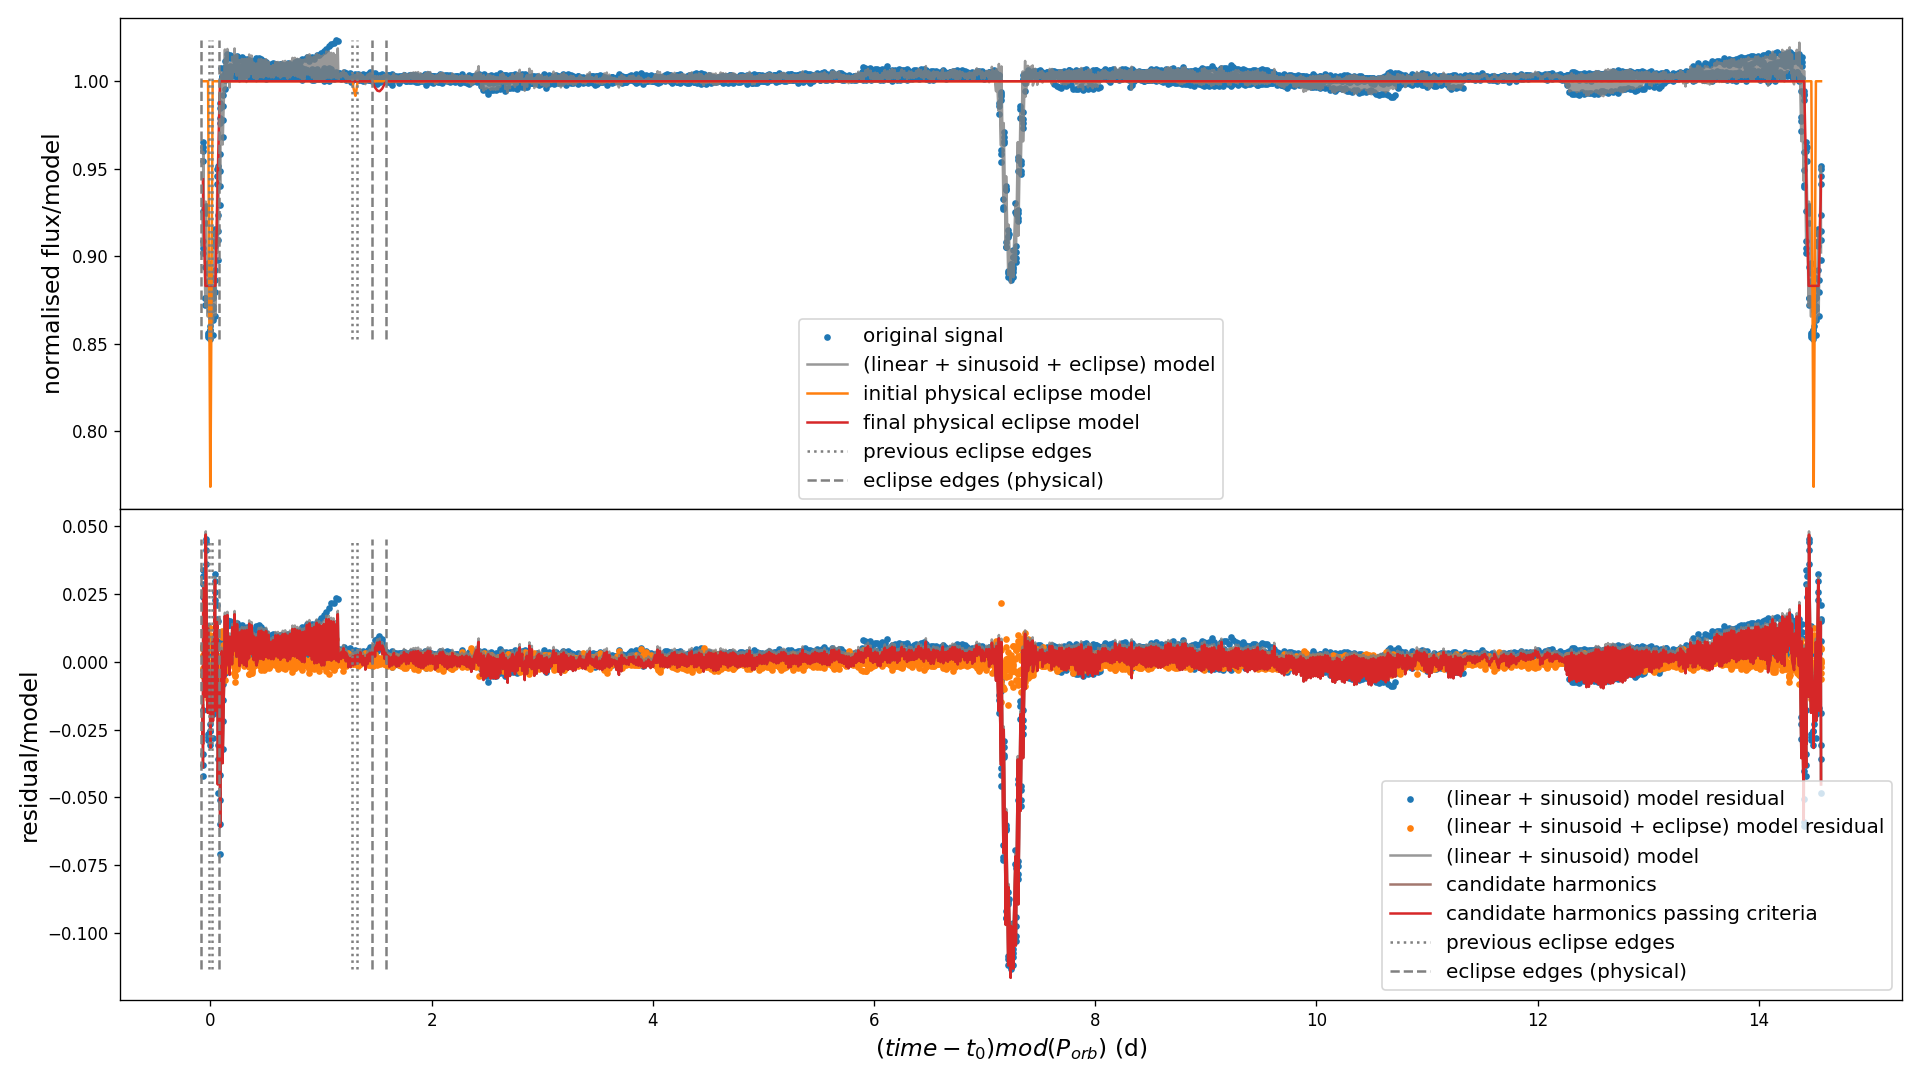 normalised flux/model
1.00
0.95
0.90
0.85
0.80
original signal
(linear + sinusoid + eclipse) model
initial physical eclipse model
final physical eclipse model
previous eclipse edges
eclipse edges (physical)
residual/model
0.050
0.025
0.000
−0.025
−0.050
−0.075
−0.100
(linear + sinusoid) model residual
(linear + sinusoid + eclipse) model residual
(linear + sinusoid) model
candidate harmonics
candidate harmonics passing criteria
previous eclipse edges
eclipse edges (physical)
0 2 4 6 8 10 12 14
(time − t₀)mod(P_orb) (d)